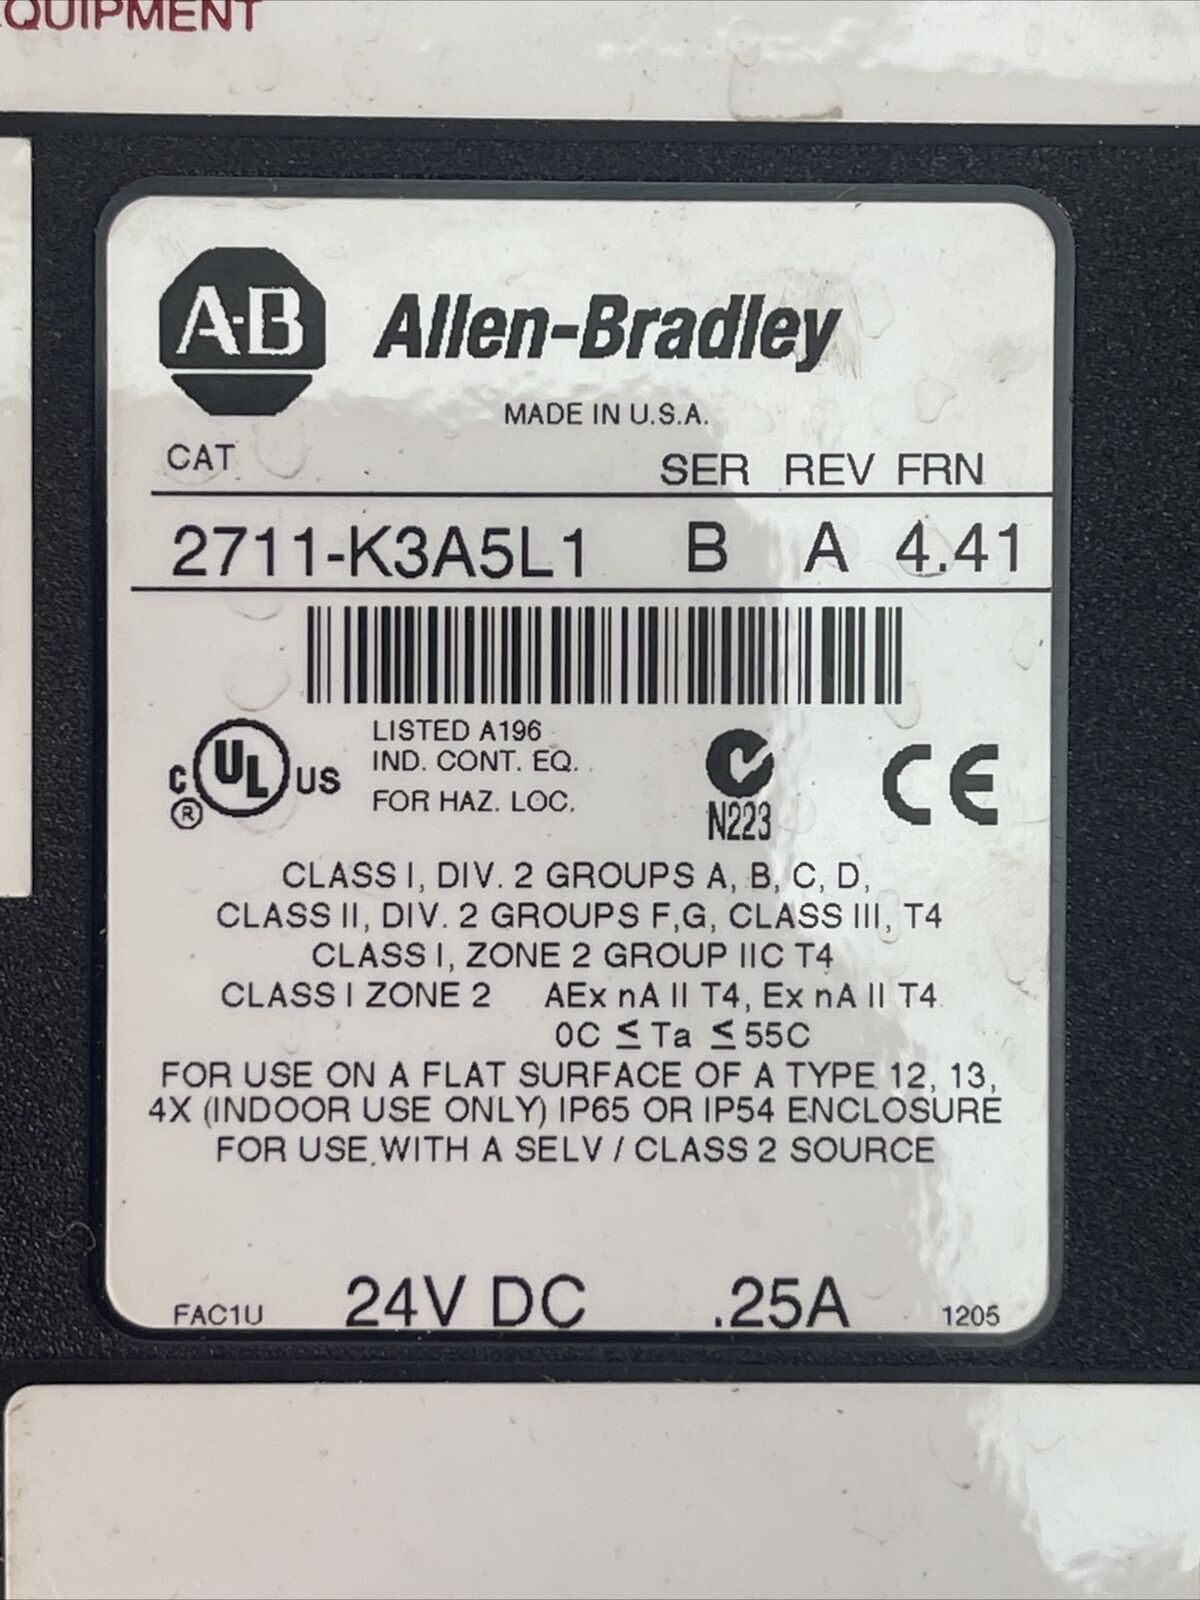 EQUIPMENT
A-B Allen-Bradley
MADE IN U.S.A.
CAT SER REV FRN
2711-K3A5L1 B A 4.41
C UL US ®
LISTED A196
IND. CONT. EQ.
FOR HAZ. LOC.
N223
CE
CLASS I, DIV. 2 GROUPS A, B, C, D,
CLASS II, DIV. 2 GROUPS F,G, CLASS III, T4
CLASS I, ZONE 2 GROUP IIC T4
CLASS I ZONE 2 AEx nA II T4, Ex nA II T4
0C ≤ Ta ≤ 55C
FOR USE ON A FLAT SURFACE OF A TYPE 12, 13,
4X (INDOOR USE ONLY) IP65 OR IP54 ENCLOSURE
FOR USE WITH A SELV / CLASS 2 SOURCE
FAC1U 24V DC .25A 1205